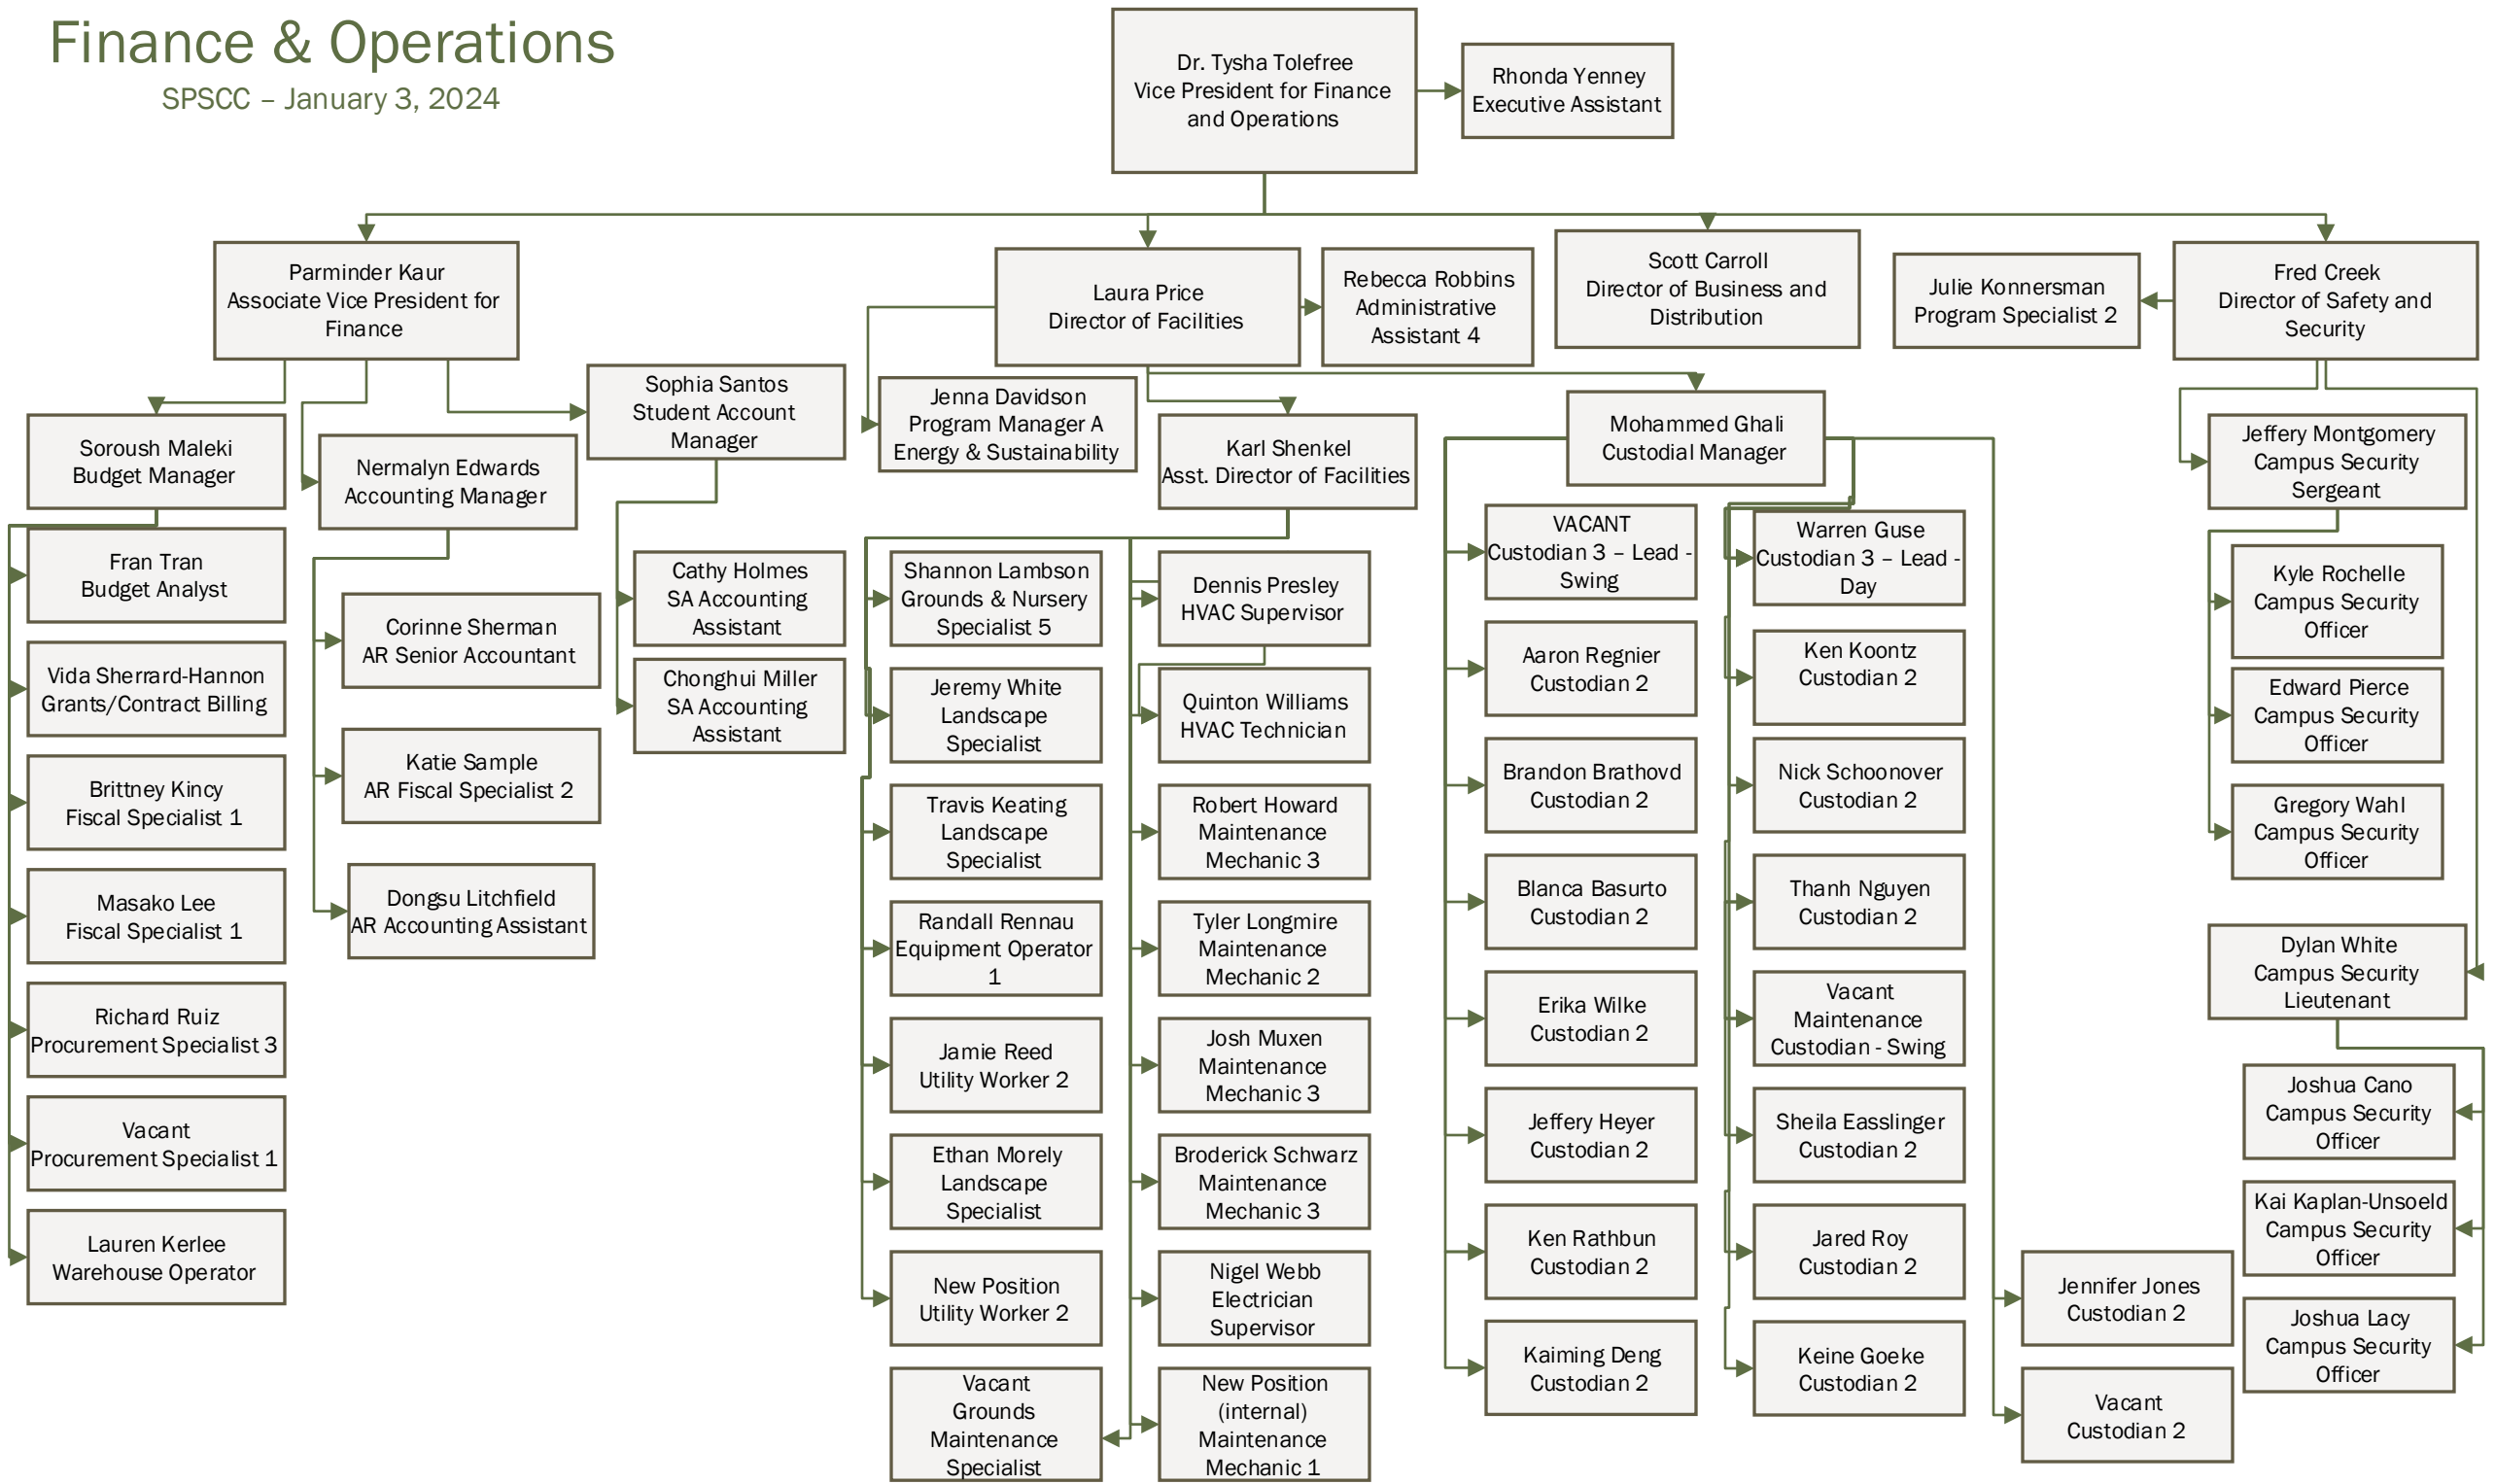 Finance & Operations
SPSCC – January 3, 2024
Dr. Tysha Tolefree
Vice President for Finance
and Operations
Rhonda Yenney
Executive Assistant
Parminder Kaur
Associate Vice President for
Finance
Laura Price
Director of Facilities
Rebecca Robbins
Administrative
Assistant 4
Scott Carroll
Director of Business and
Distribution
Julie Konnersman
Program Specialist 2
Fred Creek
Director of Safety and
Security
Soroush Maleki
Budget Manager
Nermalyn Edwards
Accounting Manager
Sophia Santos
Student Account
Manager
Jenna Davidson
Program Manager A
Energy & Sustainability
Karl Shenkel
Asst. Director of Facilities
Mohammed Ghali
Custodial Manager
Jeffery Montgomery
Campus Security
Sergeant
Fran Tran
Budget Analyst
Vida Sherrard-Hannon
Grants/Contract Billing
Brittney Kincy
Fiscal Specialist 1
Masako Lee
Fiscal Specialist 1
Richard Ruiz
Procurement Specialist 3
Vacant
Procurement Specialist 1
Lauren Kerlee
Warehouse Operator
Corinne Sherman
AR Senior Accountant
Katie Sample
AR Fiscal Specialist 2
Dongsu Litchfield
AR Accounting Assistant
Cathy Holmes
SA Accounting
Assistant
Chonghui Miller
SA Accounting
Assistant
Shannon Lambson
Grounds & Nursery
Specialist 5
Jeremy White
Landscape
Specialist
Travis Keating
Landscape
Specialist
Randall Rennau
Equipment Operator
1
Jamie Reed
Utility Worker 2
Ethan Morely
Landscape
Specialist
New Position
Utility Worker 2
Vacant
Grounds
Maintenance
Specialist
Dennis Presley
HVAC Supervisor
Quinton Williams
HVAC Technician
Robert Howard
Maintenance
Mechanic 3
Tyler Longmire
Maintenance
Mechanic 2
Josh Muxen
Maintenance
Mechanic 3
Broderick Schwarz
Maintenance
Mechanic 3
Nigel Webb
Electrician
Supervisor
New Position
(internal)
Maintenance
Mechanic 1
VACANT
Custodian 3 – Lead -
Swing
Aaron Regnier
Custodian 2
Brandon Brathovd
Custodian 2
Blanca Basurto
Custodian 2
Erika Wilke
Custodian 2
Jeffery Heyer
Custodian 2
Ken Rathbun
Custodian 2
Kaiming Deng
Custodian 2
Warren Guse
Custodian 3 – Lead -
Day
Ken Koontz
Custodian 2
Nick Schoonover
Custodian 2
Thanh Nguyen
Custodian 2
Vacant
Maintenance
Custodian - Swing
Sheila Easslinger
Custodian 2
Jared Roy
Custodian 2
Keine Goeke
Custodian 2
Jennifer Jones
Custodian 2
Vacant
Custodian 2
Kyle Rochelle
Campus Security
Officer
Edward Pierce
Campus Security
Officer
Gregory Wahl
Campus Security
Officer
Dylan White
Campus Security
Lieutenant
Joshua Cano
Campus Security
Officer
Kai Kaplan-Unsoeld
Campus Security
Officer
Joshua Lacy
Campus Security
Officer